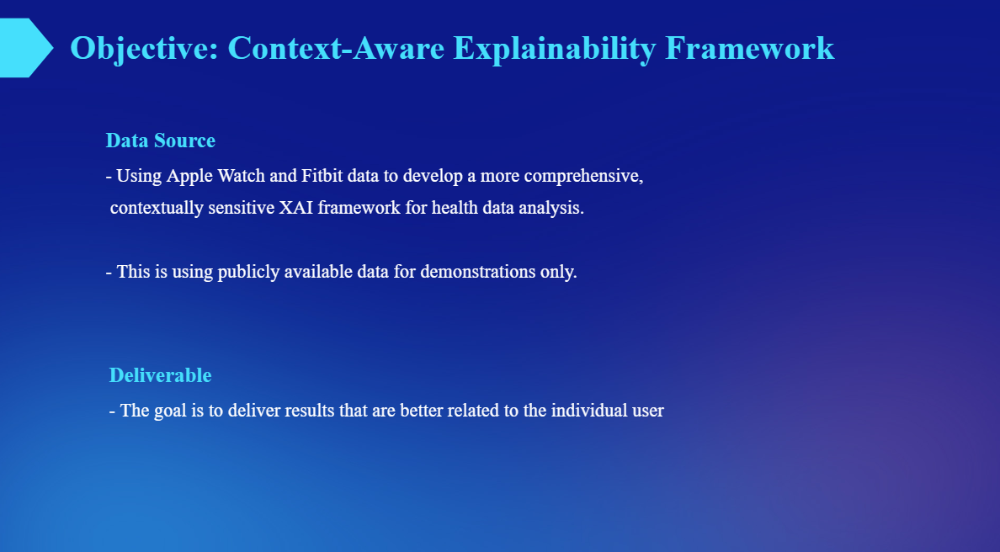 Objective: Context-Aware Explainability Framework
Data Source
- Using Apple Watch and Fitbit data to develop a more comprehensive,
contextually sensitive XAI framework for health data analysis.
- This is using publicly available data for demonstrations only.
Deliverable
- The goal is to deliver results that are better related to the individual user